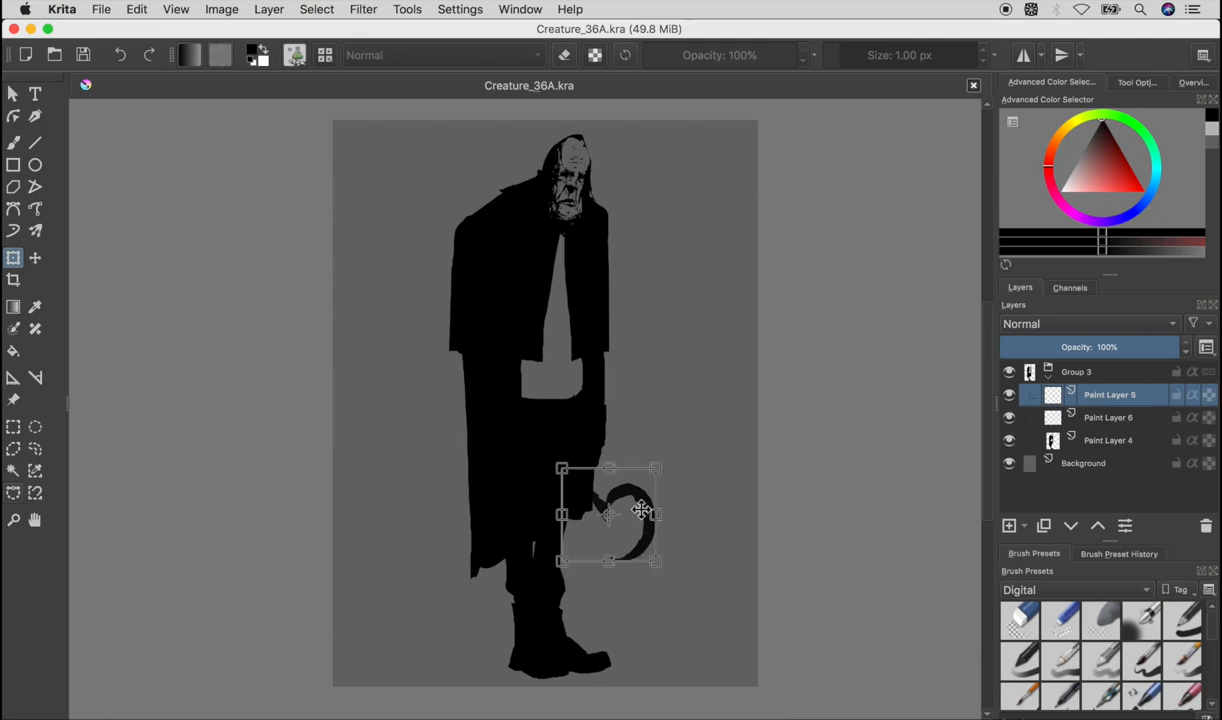 Krita File Edit View Image Layer Select Filter Tools Settings Window Help
Creature_36A.kra (49.8 MiB)
Normal Opacity: 100% Size: 1.00 px
Creature_36A.kra
Advanced Color Selec... Tool Opti... Overvi...
Advanced Color Selector
Layers Channels
Layers
Normal
Opacity: 100%
Group 3
Paint Layer 5
Paint Layer 6
Paint Layer 4
Background
Brush Presets Brush Preset History
Brush Presets
Digital Tag